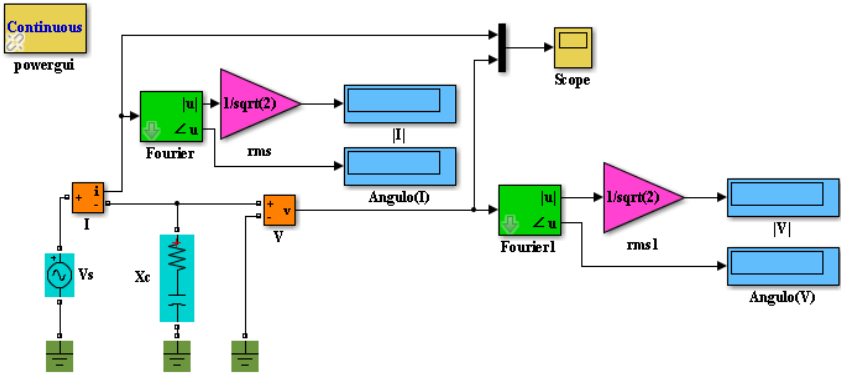 Continuous
powergui
Scope
|u|
∠u
Fourier
1/sqrt(2)
rms
|I|
Angulo(I)
+
i
-
I
+
-
v
V
|u|
∠u
Fourier1
1/sqrt(2)
rms1
|V|
Angulo(V)
+
Vs
+
Xc